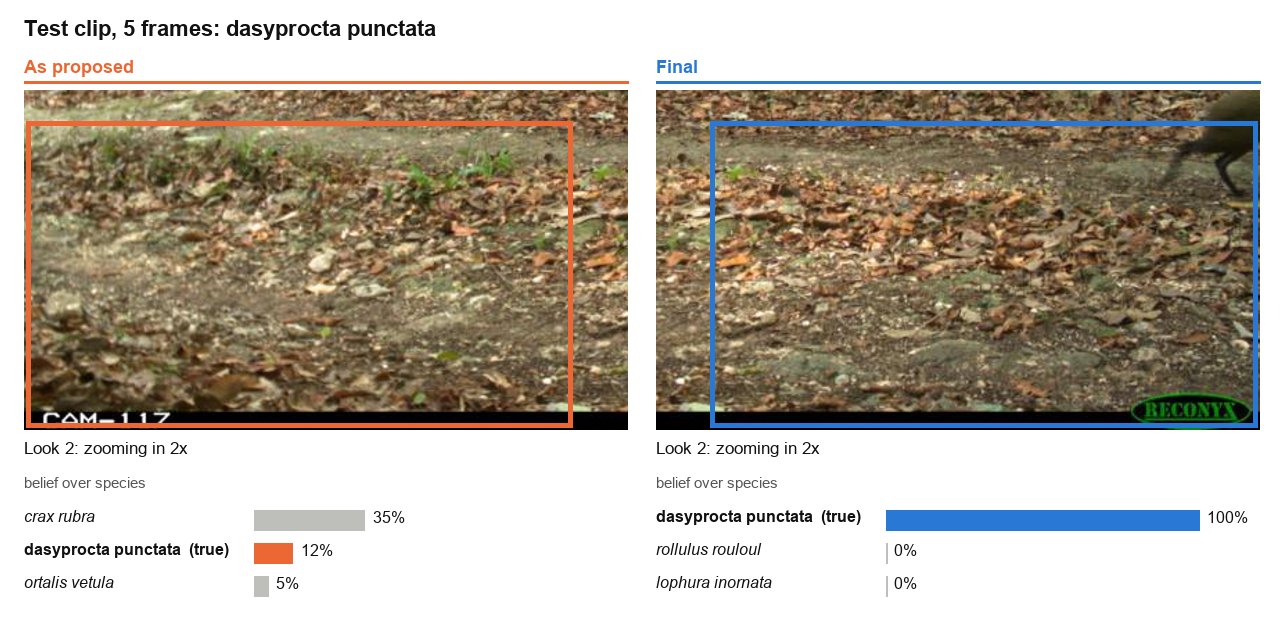 Test clip, 5 frames: dasyprocta punctata
As proposed
Final
CAM-117
RECONYX
Look 2: zooming in 2x
Look 2: zooming in 2x
belief over species
belief over species
crax rubra 35%
dasyprocta punctata (true) 12%
ortalis vetula 5%
dasyprocta punctata (true) 100%
rollulus rouloul 0%
lophura inornata 0%